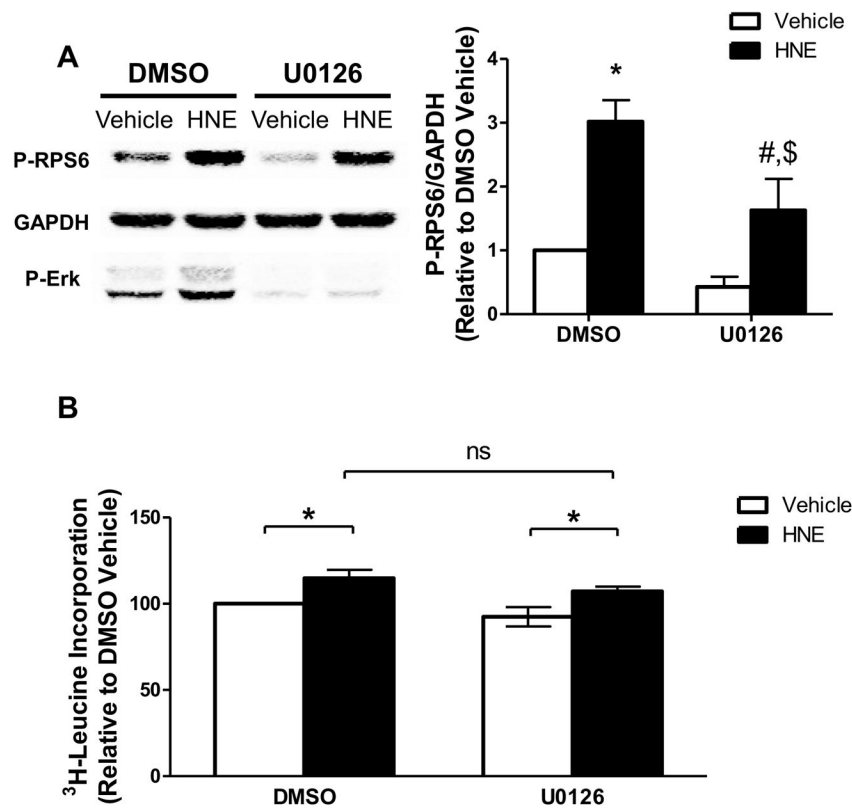 A
DMSO U0126
Vehicle HNE Vehicle HNE
P-RPS6
GAPDH
P-Erk
Vehicle
HNE
P-RPS6/GAPDH
(Relative to DMSO Vehicle)
4
3
2
1
0
*
#,$
DMSO U0126
B
ns
Vehicle
HNE
³H-Leucine Incorporation
(Relative to DMSO Vehicle)
150
100
50
0
* *
DMSO U0126